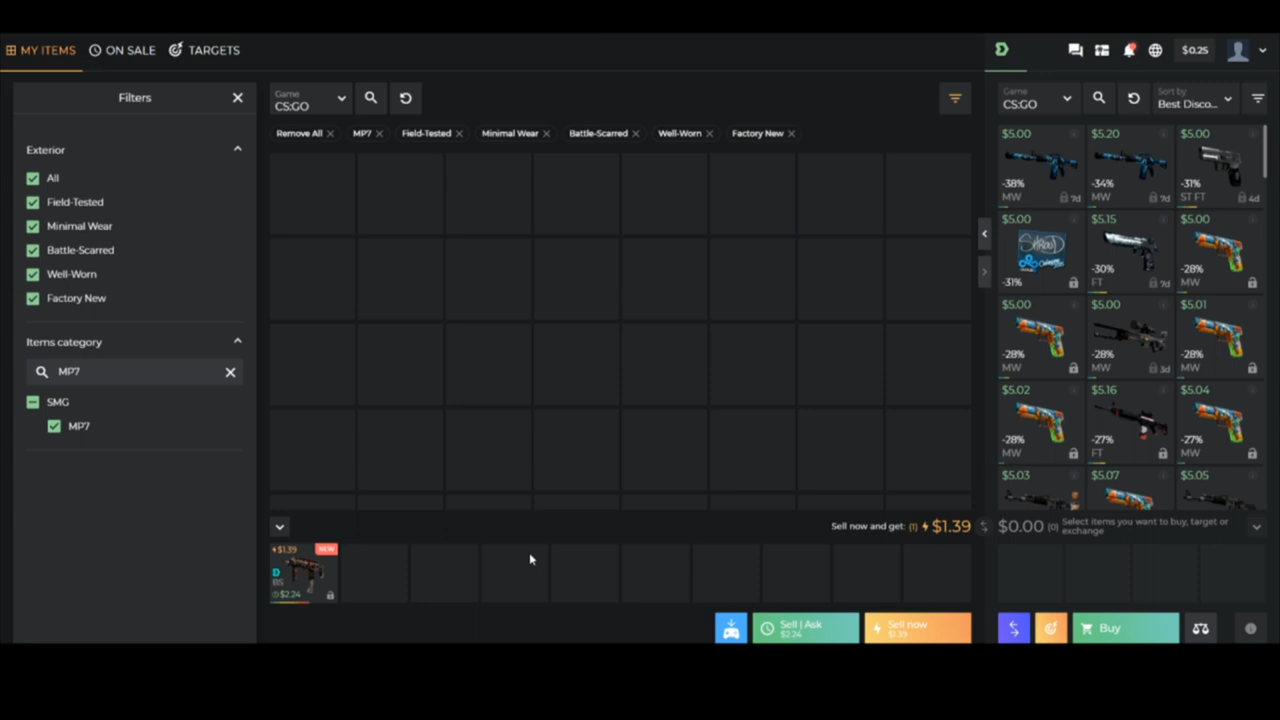 MY ITEMS ON SALE TARGETS
$0.25
Filters
Game
CS:GO
Game
CS:GO
Sort by
Best Disco...
Remove All MP7 Field-Tested Minimal Wear Battle-Scarred Well-Worn Factory New
Exterior
All
Field-Tested
Minimal Wear
Battle-Scarred
Well-Worn
Factory New
Items category
MP7
SMG
MP7
$5.00 $5.20 $5.00
-38% -34% -31%
MW 7d MW 7d ST FT 4d
$5.00 $5.15 $5.00
-31% -30% -28%
FT 7d MW
$5.00 $5.00 $5.01
-28% -28% -28%
MW MW 3d MW
$5.02 $5.16 $5.04
-28% -27% -27%
MW FT MW
$5.03 $5.07 $5.05
Sell now and get: (1) $1.39
$0.00 (0) Select items you want to buy, target or
exchange
$1.39 NEW
D
BS
$2.24
Sell | Ask
$2.24
Sell now
$1.39
Buy